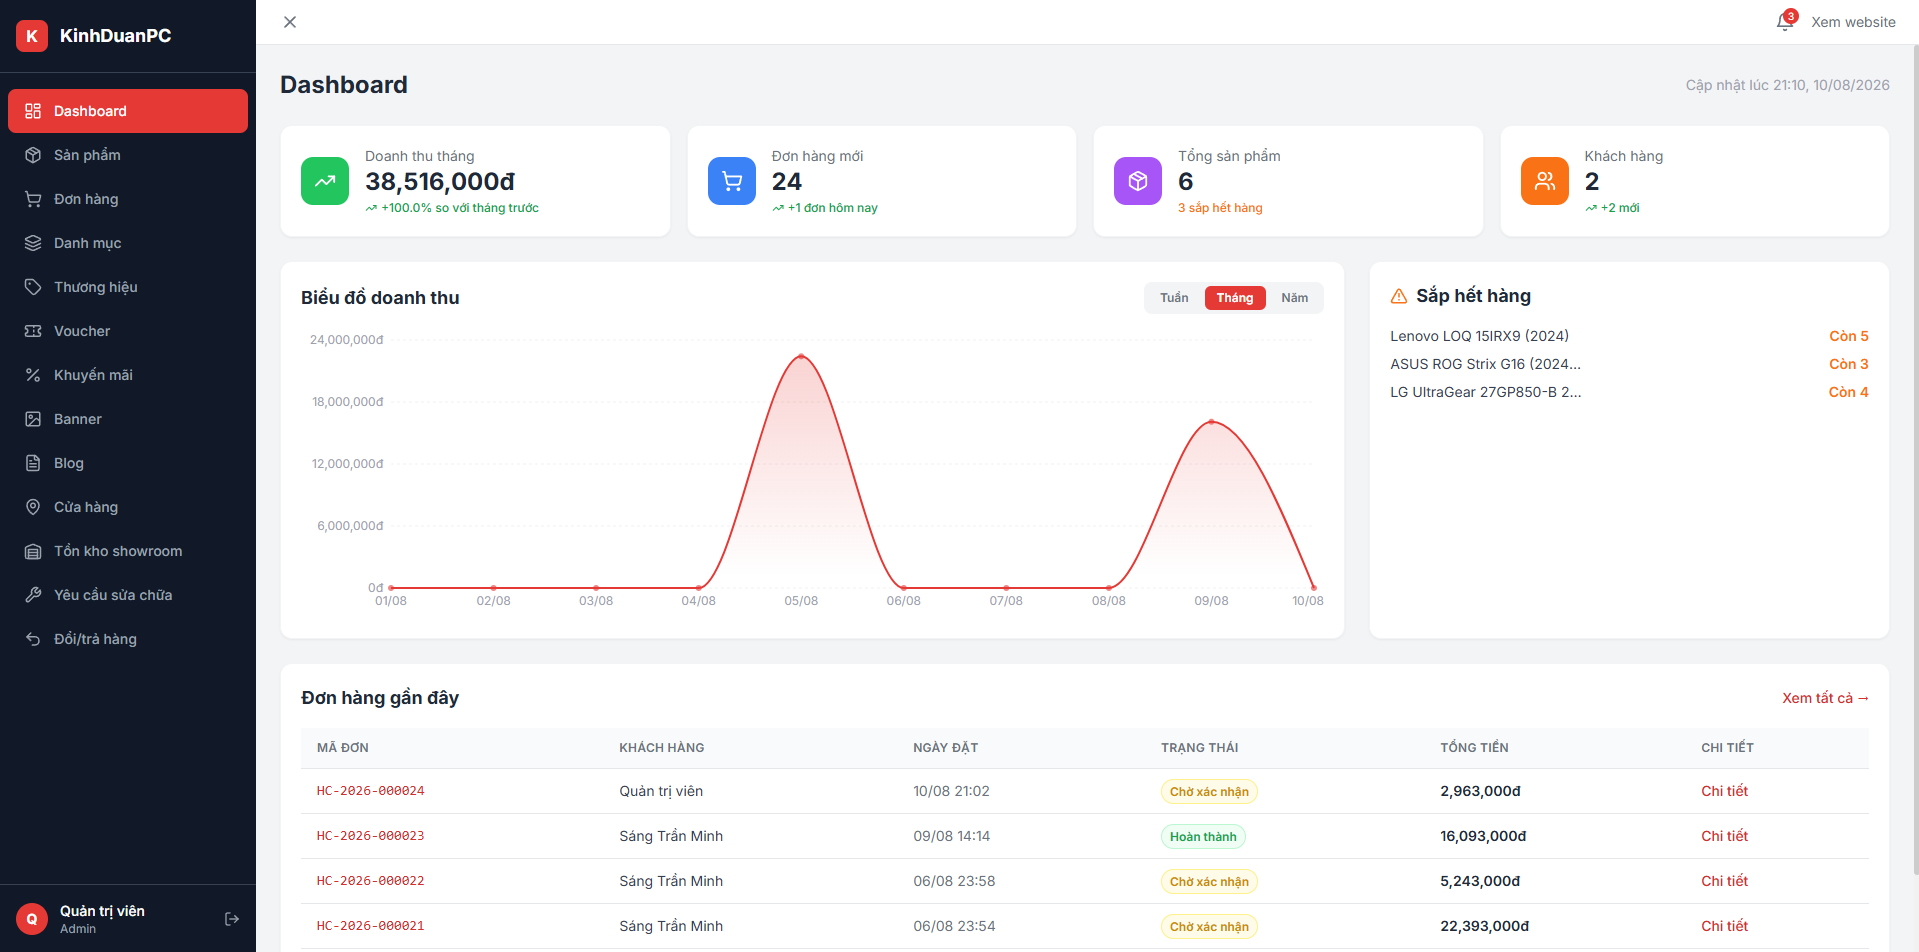 K KinhDuanPC
3
Xem website
Dashboard
Sản phẩm
Đơn hàng
Danh mục
Thương hiệu
Voucher
Khuyến mãi
Banner
Blog
Cửa hàng
Tồn kho showroom
Yêu cầu sửa chữa
Đổi/trả hàng
Q Quản trị viên
Admin
Dashboard
Cập nhật lúc 21:10, 10/08/2026
Doanh thu tháng
38,516,000đ
+100.0% so với tháng trước
Đơn hàng mới
24
+1 đơn hôm nay
Tổng sản phẩm
6
3 sắp hết hàng
Khách hàng
2
+2 mới
Biểu đồ doanh thu
Tuần Tháng Năm
24,000,000đ
18,000,000đ
12,000,000đ
6,000,000đ
0đ
01/08 02/08 03/08 04/08 05/08 06/08 07/08 08/08 09/08 10/08
Sắp hết hàng
Lenovo LOQ 15IRX9 (2024) Còn 5
ASUS ROG Strix G16 (2024... Còn 3
LG UltraGear 27GP850-B 2... Còn 4
Đơn hàng gần đây
Xem tất cả →
MÃ ĐƠN KHÁCH HÀNG NGÀY ĐẶT TRẠNG THÁI TỔNG TIỀN CHI TIẾT
HC-2026-000024 Quản trị viên 10/08 21:02 Chờ xác nhận 2,963,000đ Chi tiết
HC-2026-000023 Sáng Trần Minh 09/08 14:14 Hoàn thành 16,093,000đ Chi tiết
HC-2026-000022 Sáng Trần Minh 06/08 23:58 Chờ xác nhận 5,243,000đ Chi tiết
HC-2026-000021 Sáng Trần Minh 06/08 23:54 Chờ xác nhận 22,393,000đ Chi tiết